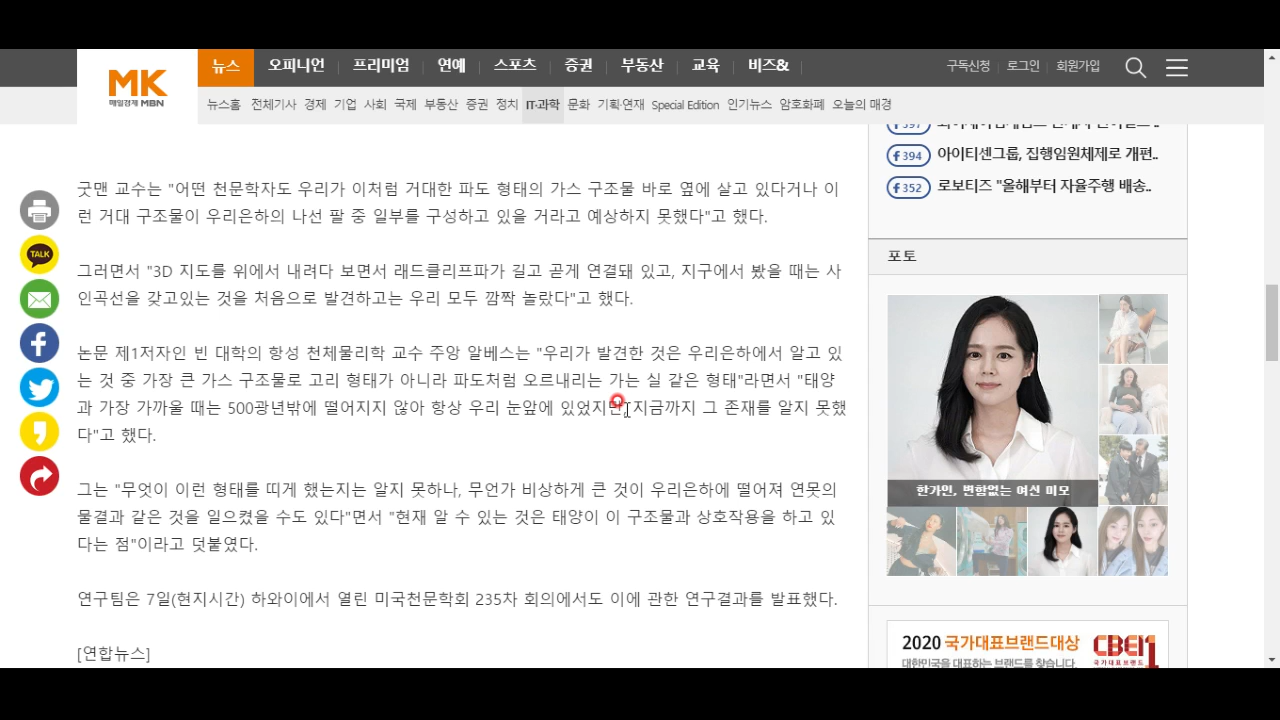 MK
매일경제 MBN
뉴스
오피니언
프리미엄
연예
스포츠
증권
부동산
교육
비즈&
구독신청
로그인
회원가입
뉴스홈 전체기사 경제 기업 사회 국제 부동산 증권 정치 IT·과학 문화 기획·연재 Special Edition 인기뉴스 암호화폐 오늘의 매경
397
394 아이티센그룹, 집행임원체제로 개편..
352 로보티즈 "올해부터 자율주행 배송..
TALK
굿맨 교수는 "어떤 천문학자도 우리가 이처럼 거대한 파도 형태의 가스 구조물 바로 옆에 살고 있다거나 이
런 거대 구조물이 우리은하의 나선 팔 중 일부를 구성하고 있을 거라고 예상하지 못했다"고 했다.
그러면서 "3D 지도를 위에서 내려다 보면서 래드클리프파가 길고 곧게 연결돼 있고, 지구에서 봤을 때는 사
인곡선을 갖고있는 것을 처음으로 발견하고는 우리 모두 깜짝 놀랐다"고 했다.
논문 제1저자인 빈 대학의 항성 천체물리학 교수 주앙 알베스는 "우리가 발견한 것은 우리은하에서 알고 있
는 것 중 가장 큰 가스 구조물로 고리 형태가 아니라 파도처럼 오르내리는 가는 실 같은 형태"라면서 "태양
과 가장 가까울 때는 500광년밖에 떨어지지 않아 항상 우리 눈앞에 있었지만 지금까지 그 존재를 알지 못했
다"고 했다.
그는 "무엇이 이런 형태를 띠게 했는지는 알지 못하나, 무언가 비상하게 큰 것이 우리은하에 떨어져 연못의
물결과 같은 것을 일으켰을 수도 있다"면서 "현재 알 수 있는 것은 태양이 이 구조물과 상호작용을 하고 있
다는 점"이라고 덧붙였다.
연구팀은 7일(현지시간) 하와이에서 열린 미국천문학회 235차 회의에서도 이에 관한 연구결과를 발표했다.
[연합뉴스]
포토
한가인, 변함없는 여신 미모
2020 국가대표브랜드대상
대한민국을 대표하는 브랜드를 찾습니다.
국가대표브랜드